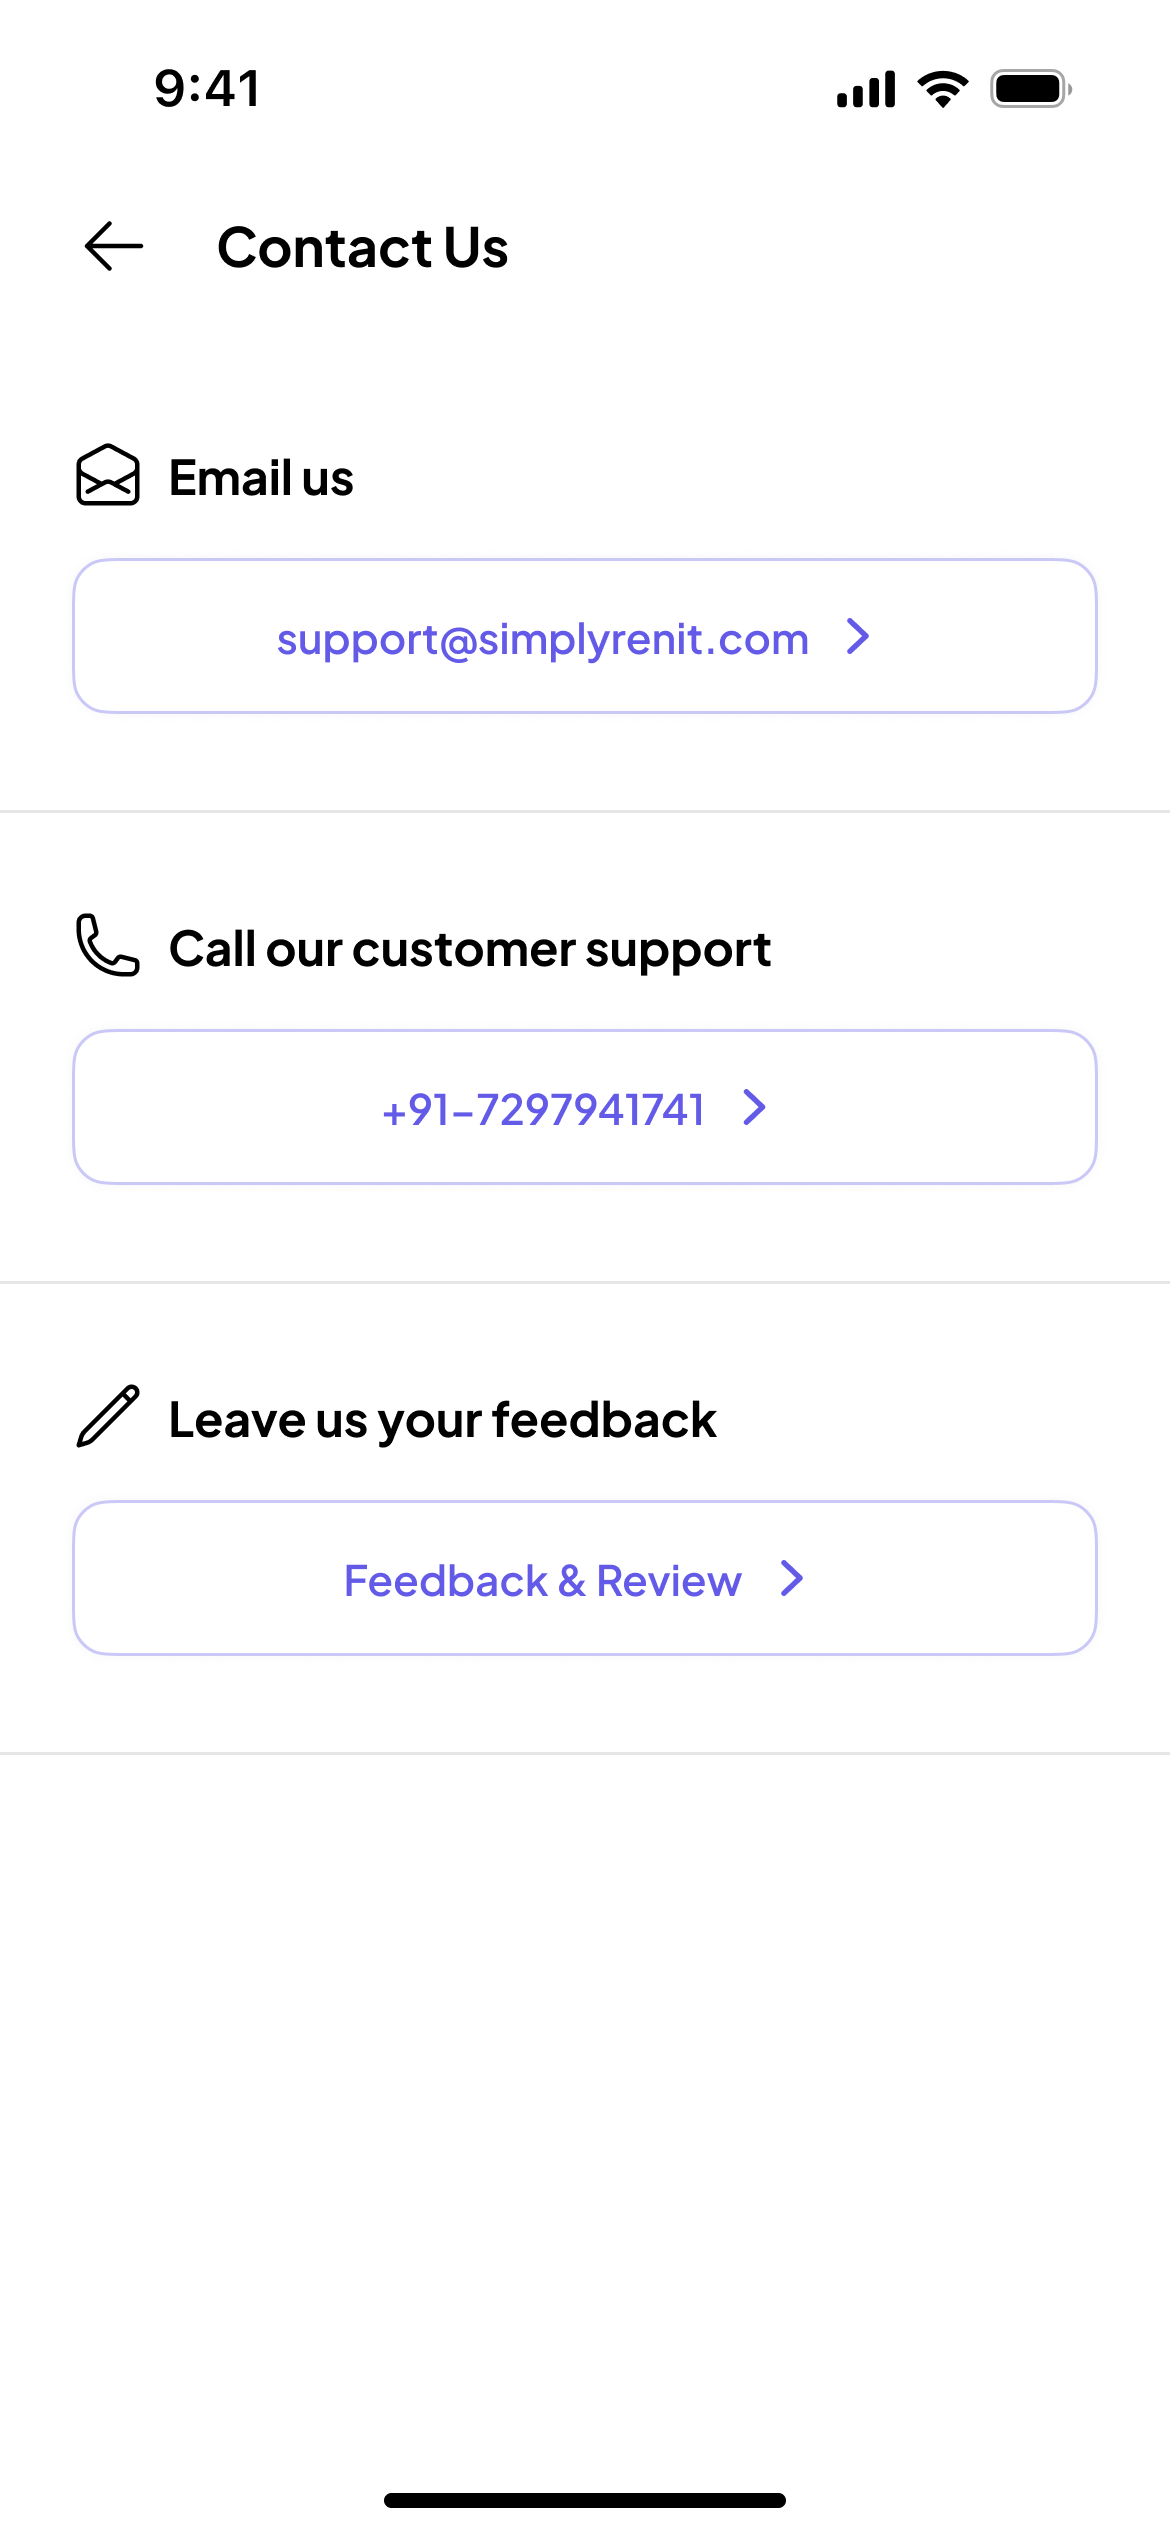 9:41
Contact Us
Email us
support@simplyrenit.com
Call our customer support
+91-7297941741
Leave us your feedback
Feedback & Review